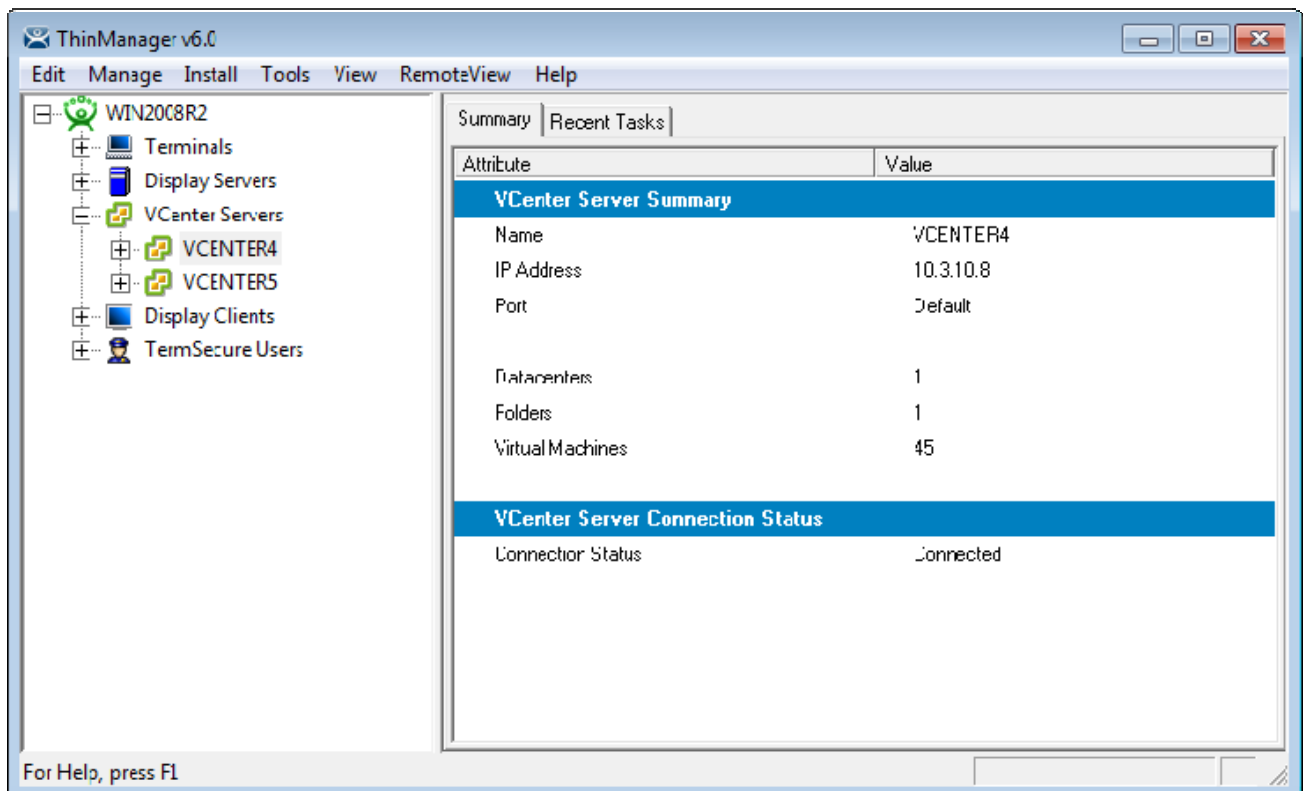 ThinManager v6.0
Edit Manage Install Tools View RemoteView Help
WIN2008R2
Terminals
Display Servers
VCenter Servers
VCENTER4
VCENTER5
Display Clients
TermSecure Users
Summary Recent Tasks
Attribute Value
VCenter Server Summary
Name VCENTER4
IP Address 10.3.10.8
Port Default
Datacenters 1
Folders 1
Virtual Machines 45
VCenter Server Connection Status
Connection Status Connected
For Help, press F1